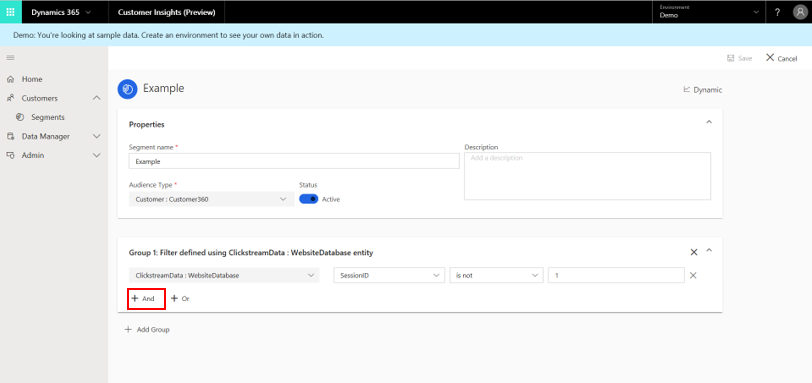 Dynamics 365 Customer Insights (Preview) Environment
Demo ?
Demo: You're looking at sample data. Create an environment to see your own data in action.
Save Cancel
Home
Customers
Segments
Data Manager
Admin
Example Dynamic
Properties
Segment name * Description
Example Add a description
Audience Type * Status
Customer : Customer360 Active
Group 1: Filter defined using ClickstreamData : WebsiteDatabase entity
ClickstreamData : WebsiteDatabase SessionID is not 1
+ And + Or
+ Add Group